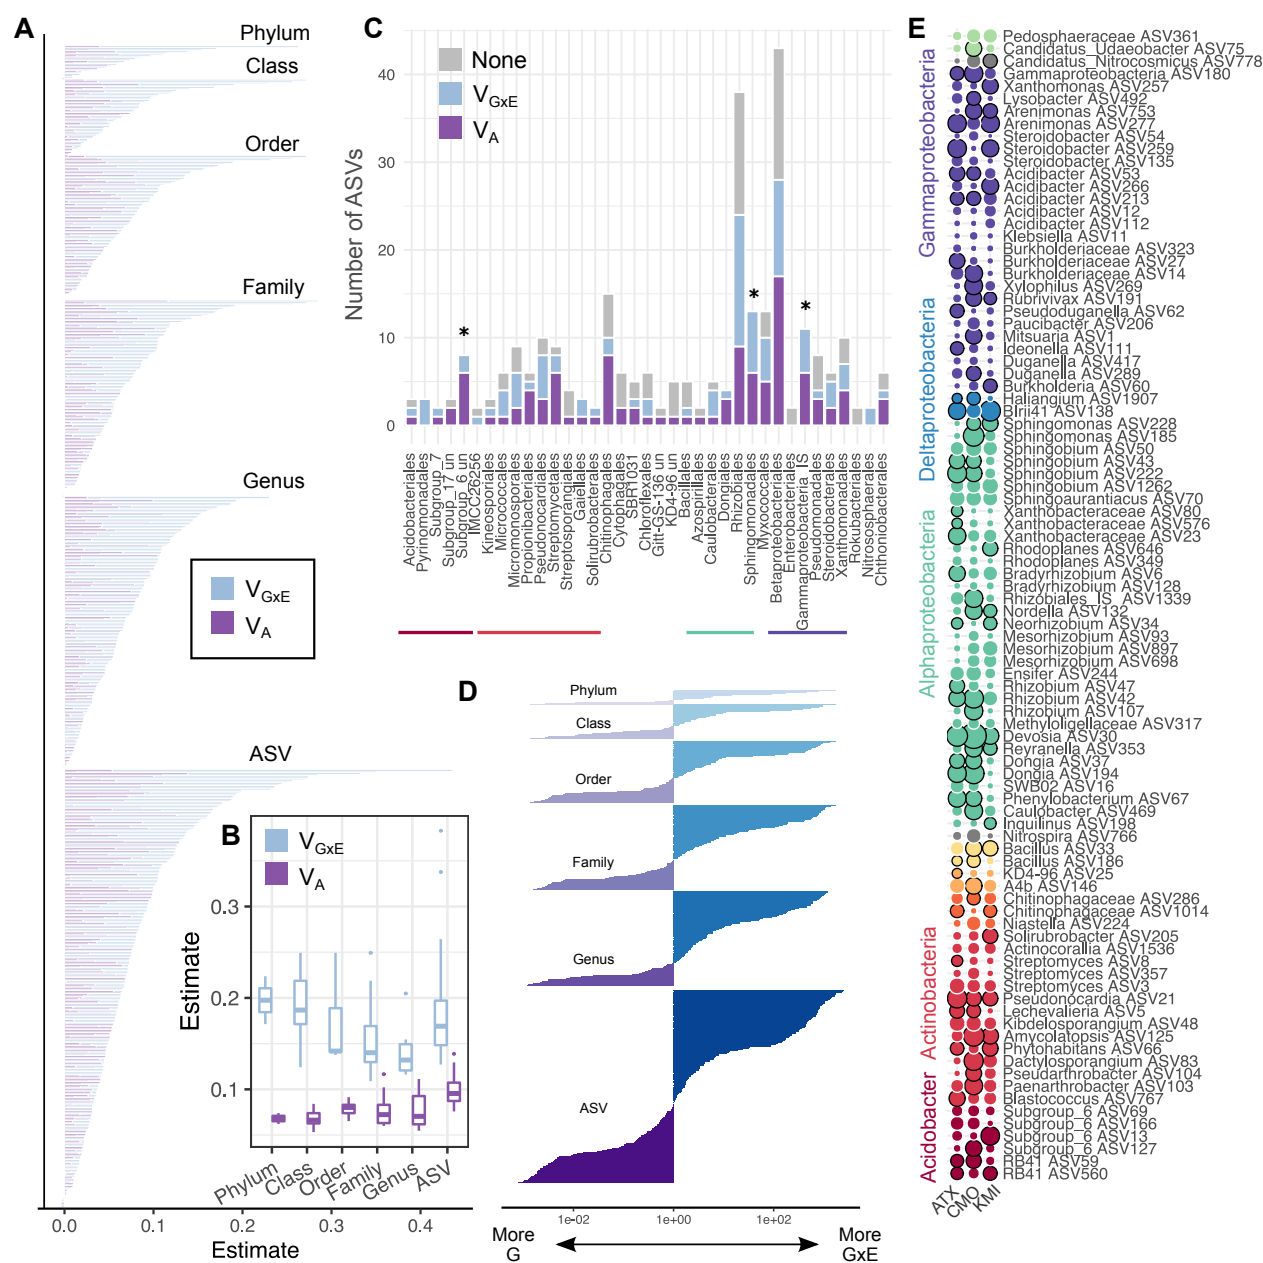 A
Phylum
Class
Order
Family
Genus
ASV
V GxE
V A
0.0
0.1
0.2
0.3
0.4
Estimate
B
V GxE
V A
Estimate
0.3
0.2
0.1
Phylum
Class
Order
Family
Genus
ASV
C
None
V GxE
V A
Number of ASVs
40
30
20
10
0
*
*
*
Acidobacteriales
Pyrinomonadales
Subgroup_7
Subgroup_17_un
Subgroup_6_un
IMCC26256
Kineosporiales
Micrococcales
Micromonosporales
Propionibacteriales
Pseudonocardiales
Streptomycetales
Streptosporangiales
Gaiellales
Solirubrobacterales
Chitinophagales
Cytophagales
SBR1031
Chloroflexales
Gitt-GS-136_un
KD4-96_un
Bacillales
Azospirillales
Caulobacterales
Dongiales
Rhizobiales
Sphingomonadales
Myxococcales
Betaproteobacteriales
Enterobacteriales
Gammaproteobacteria_IS
Pseudomonadales
Steroidobacterales
Xanthomonadales
Rokubacteriales
Nitrososphaerales
Chthoniobacterales
D
Phylum
Class
Order
Family
Genus
ASV
1e-02
1e+00
1e+02
More
G
More
GxE
E
Gammaproteobacteria
Deltaproteobacteria
Alphaproteobacteria
Actinobacteria
Acidobacter
Pedosphaeraceae ASV361
Candidatus_Udaeobacter ASV75
Candidatus_Nitrocosmicus ASV778
Gammaproteobacteria ASV180
Xanthomonas ASV257
Lysobacter ASV492
Arenimonas ASV753
Arenimonas ASV277
Steroidobacter ASV54
Steroidobacter ASV259
Steroidobacter ASV135
Acidibacter ASV53
Acidibacter ASV266
Acidibacter ASV213
Acidibacter ASV12
Acidibacter ASV112
Klebsiella ASV11
Burkholderiaceae ASV323
Burkholderiaceae ASV27
Burkholderiaceae ASV14
Xylophilus ASV269
Rubrivivax ASV191
Pseudoduganella ASV62
Paucibacter ASV206
Mitsuaria ASV1
Ideonella ASV111
Duganella ASV417
Duganella ASV289
Burkholderia ASV60
Haliangium ASV1907
Blrii41 ASV138
Sphingomonas ASV228
Sphingomonas ASV185
Sphingobium ASV50
Sphingobium ASV43
Sphingobium ASV222
Sphingobium ASV1262
Sphingoaurantiacus ASV70
Xanthobacteraceae ASV80
Xanthobacteraceae ASV576
Xanthobacteraceae ASV23
Rhodoplanes ASV646
Rhodoplanes ASV349
Bradyrhizobium ASV6
Bradyrhizobium ASV128
Rhizobiales_IS_ ASV1339
Nordella ASV132
Neorhizobium ASV34
Mesorhizobium ASV93
Mesorhizobium ASV897
Mesorhizobium ASV698
Ensifer ASV244
Rhizobium ASV47
Rhizobium ASV42
Rhizobium ASV107
Methyloligellaceae ASV317
Devosia ASV30
Reyranella ASV353
Dongia ASV37
Dongia ASV194
SWB02 ASV16
Phenylobacterium ASV67
Caulobacter ASV469
Inquilinus ASV198
Nitrospira ASV766
Bacillus ASV33
Bacillus ASV186
KD4-96 ASV25
A4b ASV146
Chitinophagaceae ASV286
Chitinophagaceae ASV1014
Niastella ASV224
Solirubrobacter ASV205
Actinocorallia ASV1536
Streptomyces ASV8
Streptomyces ASV357
Streptomyces ASV3
Pseudonocardia ASV21
Lechevalieria ASV5
Kibdelosporangium ASV48
Amycolatopsis ASV125
Phytohabitans ASV66
Dactylosporangium ASV83
Pseudarthrobacter ASV104
Paenarthrobacter ASV103
Blastococcus ASV767
Subgroup_6 ASV69
Subgroup_6 ASV166
Subgroup_6 ASV13
Subgroup_6 ASV127
RB41 ASV59
RB41 ASV560
ATX
CMO
KMI